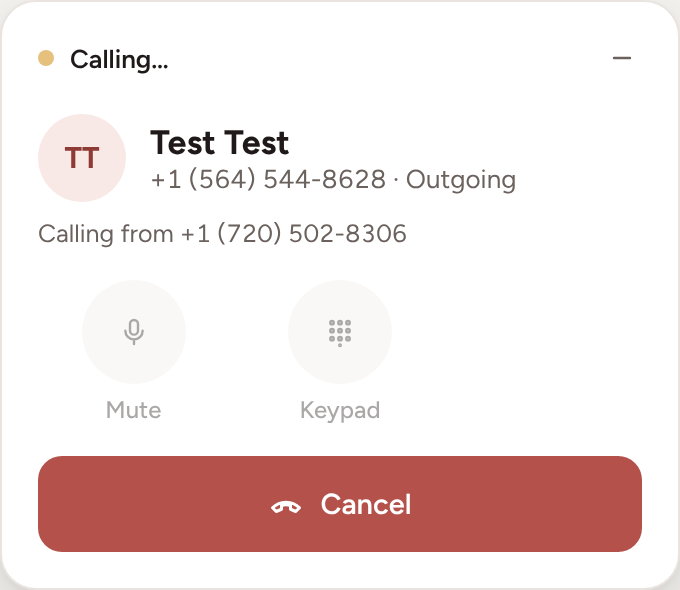 Calling...
TT
Test Test
+1 (564) 544-8628 · Outgoing
Calling from +1 (720) 502-8306
Mute
Keypad
Cancel